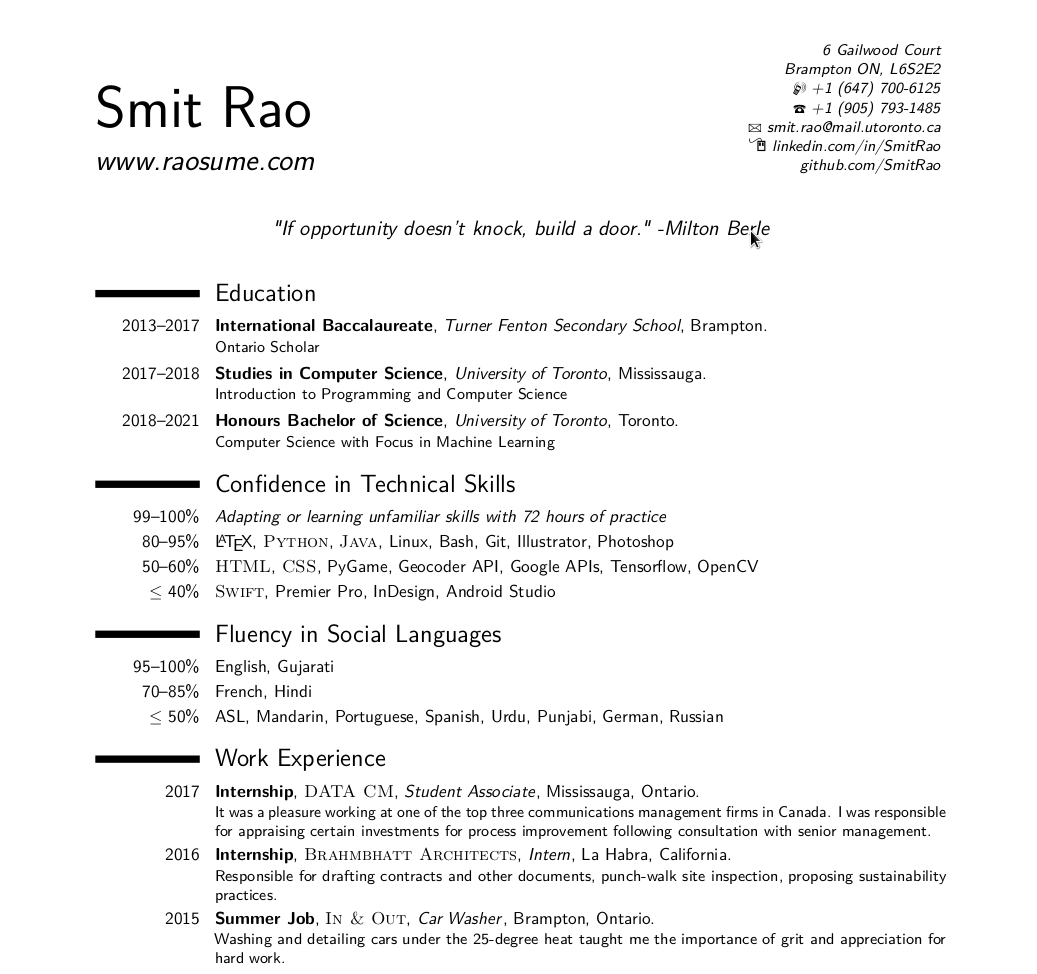 6 Gailwood Court
Brampton ON, L6S2E2
+1 (647) 700-6125
+1 (905) 793-1485
smit.rao@mail.utoronto.ca
linkedin.com/in/SmitRao
github.com/SmitRao
Smit Rao
www.raosume.com
"If opportunity doesn't knock, build a door." -Milton Berle
Education
2013–2017 International Baccalaureate, Turner Fenton Secondary School, Brampton.
Ontario Scholar
2017–2018 Studies in Computer Science, University of Toronto, Mississauga.
Introduction to Programming and Computer Science
2018–2021 Honours Bachelor of Science, University of Toronto, Toronto.
Computer Science with Focus in Machine Learning
Confidence in Technical Skills
99–100% Adapting or learning unfamiliar skills with 72 hours of practice
80–95% LATEX, PYTHON, JAVA, Linux, Bash, Git, Illustrator, Photoshop
50–60% HTML, CSS, PyGame, Geocoder API, Google APIs, Tensorflow, OpenCV
≤ 40% SWIFT, Premier Pro, InDesign, Android Studio
Fluency in Social Languages
95–100% English, Gujarati
70–85% French, Hindi
≤ 50% ASL, Mandarin, Portuguese, Spanish, Urdu, Punjabi, German, Russian
Work Experience
2017 Internship, DATA CM, Student Associate, Mississauga, Ontario.
It was a pleasure working at one of the top three communications management firms in Canada. I was responsible
for appraising certain investments for process improvement following consultation with senior management.
2016 Internship, BRAHMBHATT ARCHITECTS, Intern, La Habra, California.
Responsible for drafting contracts and other documents, punch-walk site inspection, proposing sustainability
practices.
2015 Summer Job, IN & OUT, Car Washer, Brampton, Ontario.
Washing and detailing cars under the 25-degree heat taught me the importance of grit and appreciation for
hard work.